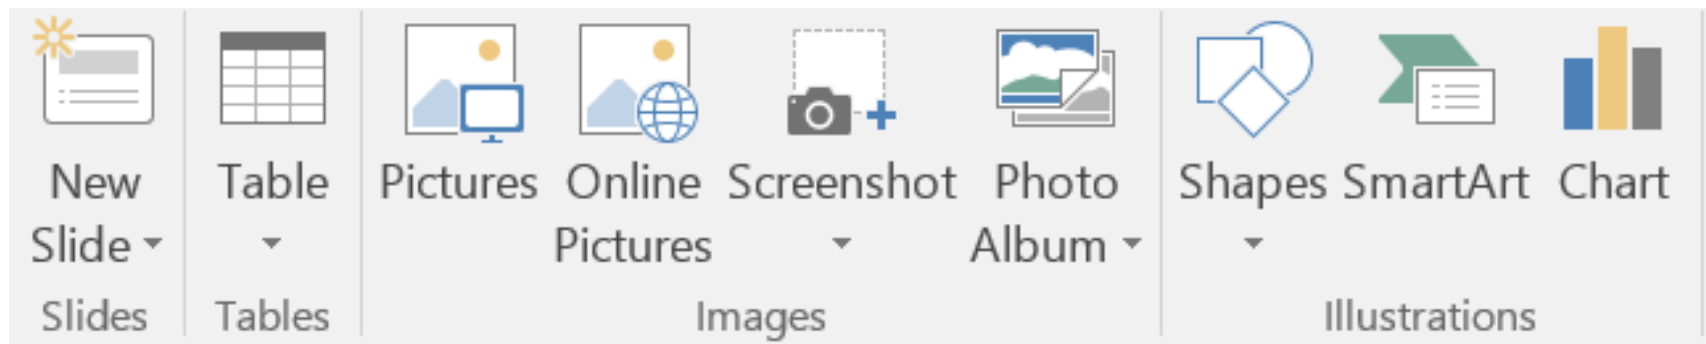 New
Slide
Slides
Table
Tables
Pictures
Online
Pictures
Screenshot
Photo
Album
Images
Shapes
SmartArt
Chart
Illustrations